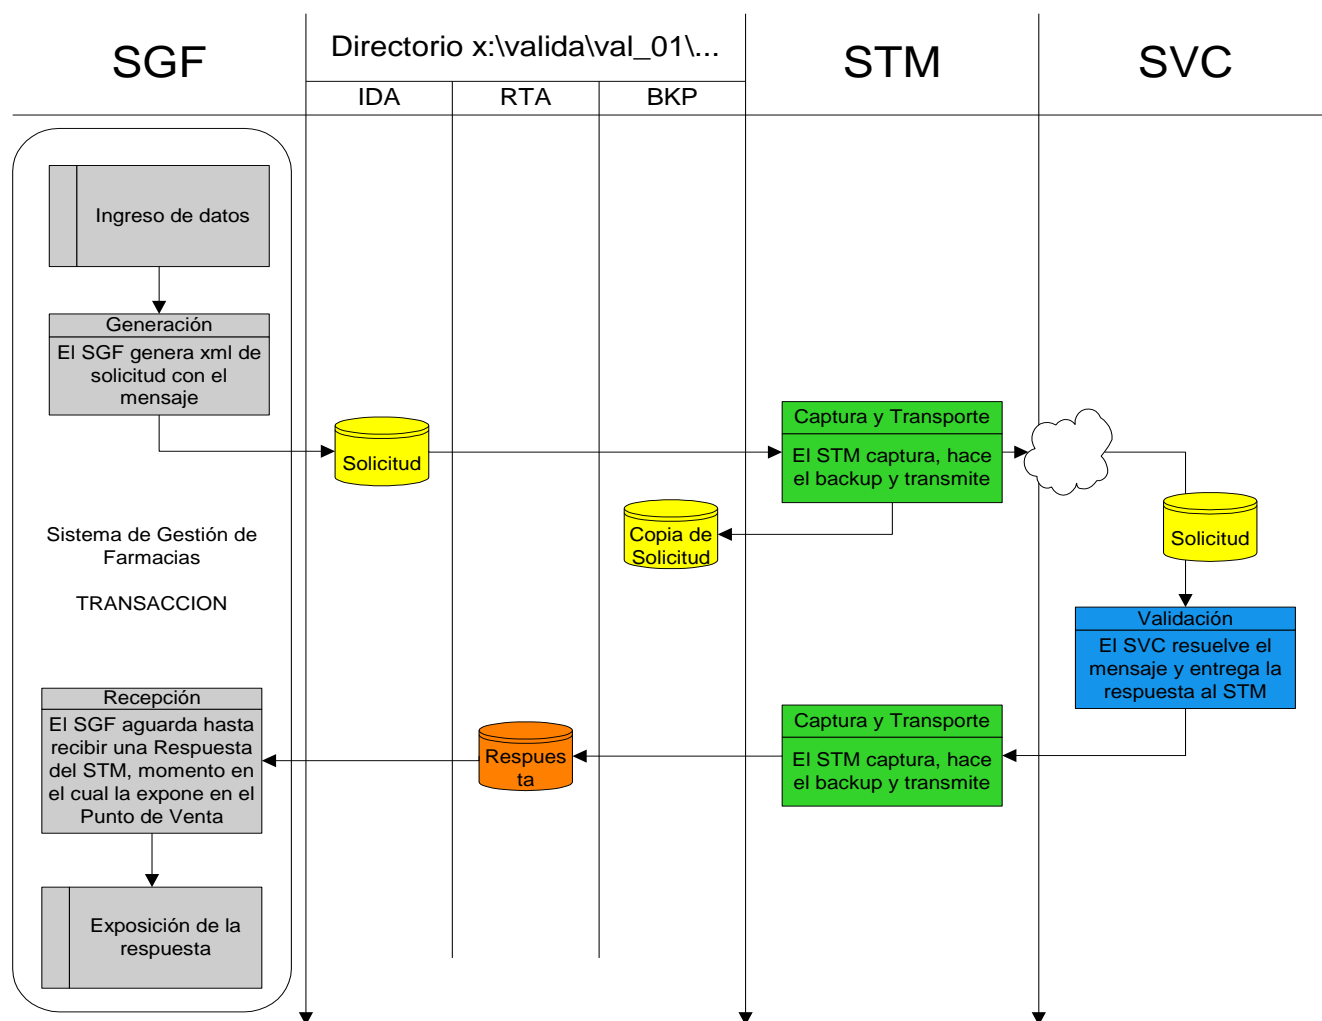 SGF
Directorio x:\valida\val_01\...
STM
SVC
IDA
RTA
BKP
Ingreso de datos
Generación
El SGF genera xml de
solicitud con el
mensaje
Solicitud
Captura y Transporte
El STM captura, hace
el backup y transmite
Copia de
Solicitud
Solicitud
Sistema de Gestión de
Farmacias
TRANSACCION
Validación
El SVC resuelve el
mensaje y entrega la
respuesta al STM
Recepción
El SGF aguarda hasta
recibir una Respuesta
del STM, momento en
el cual la expone en el
Punto de Venta
Respues
ta
Captura y Transporte
El STM captura, hace
el backup y transmite
Exposición de la
respuesta